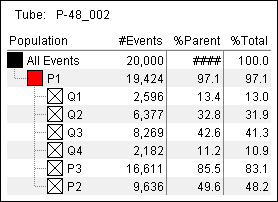 Tube: P-48_002
Population #Events %Parent %Total
All Events 20,000 #### 100.0
P1 19,424 97.1 97.1
Q1 2,596 13.4 13.0
Q2 6,377 32.8 31.9
Q3 8,269 42.6 41.3
Q4 2,182 11.2 10.9
P3 16,611 85.5 83.1
P2 9,636 49.6 48.2